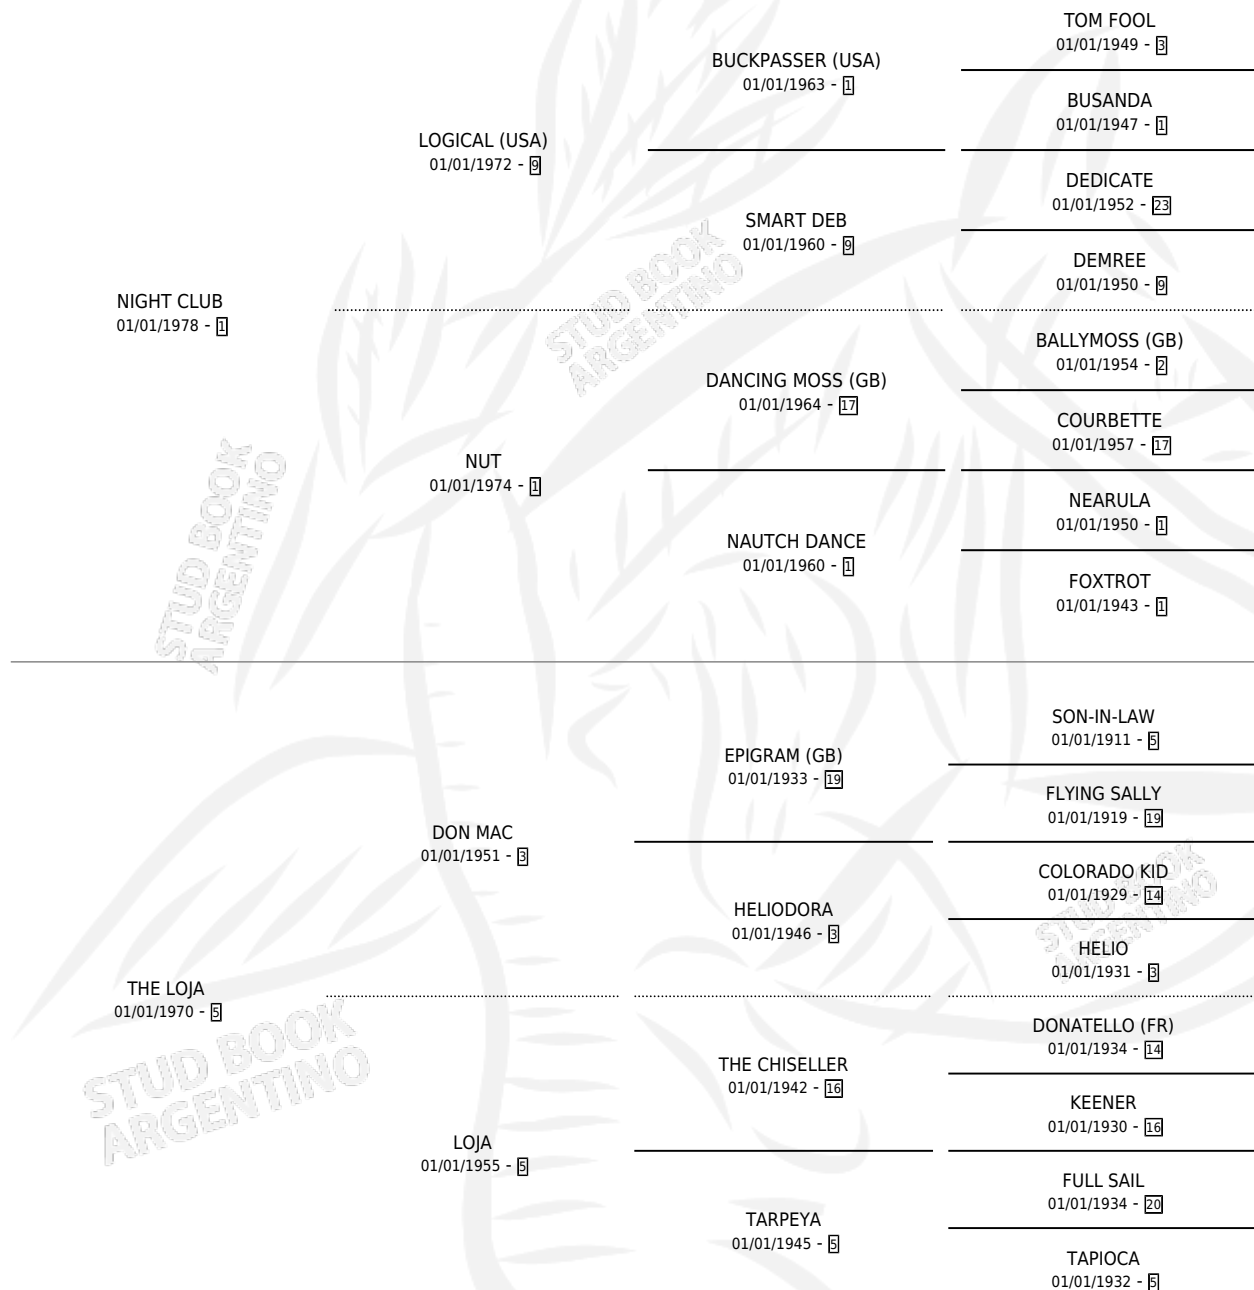 TOM FOOL
01/01/1949 - 3
BUCKPASSER (USA)
01/01/1963 - 1
BUSANDA
01/01/1947 - 1
LOGICAL (USA)
01/01/1972 - 9
DEDICATE
01/01/1952 - 23
SMART DEB
01/01/1960 - 9
DEMREE
01/01/1950 - 9
NIGHT CLUB
01/01/1978 - 1
STUD BOOK
ARGENTINO
BALLYMOSS (GB)
01/01/1954 - 2
DANCING MOSS (GB)
01/01/1964 - 17
COURBETTE
01/01/1957 - 17
NUT
01/01/1974 - 1
NEARULA
01/01/1950 - 1
NAUTCH DANCE
01/01/1960 - 1
FOXTROT
01/01/1943 - 1
STUD BOOK
ARGENTINO
SON-IN-LAW
01/01/1911 - 5
EPIGRAM (GB)
01/01/1933 - 19
FLYING SALLY
01/01/1919 - 19
DON MAC
01/01/1951 - 3
COLORADO KID
01/01/1929 - 14
HELIODORA
01/01/1946 - 3
HELIO
01/01/1931 - 3
STUD BOOK
ARGENTINO
THE LOJA
01/01/1970 - 5
DONATELLO (FR)
01/01/1934 - 14
THE CHISELLER
01/01/1942 - 16
KEENER
01/01/1930 - 16
STUD BOOK
ARGENTINO
LOJA
01/01/1955 - 5
FULL SAIL
01/01/1934 - 20
TARPEYA
01/01/1945 - 5
TAPIOCA
01/01/1932 - 5